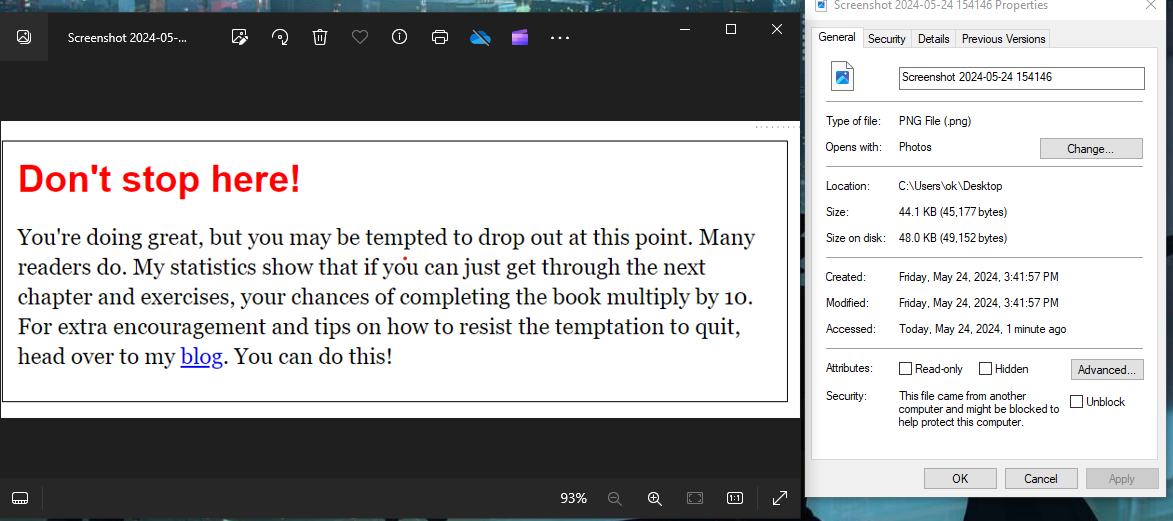 Screenshot 2024-05-...
Don't stop here!
You're doing great, but you may be tempted to drop out at this point. Many
readers do. My statistics show that if you can just get through the next
chapter and exercises, your chances of completing the book multiply by 10.
For extra encouragement and tips on how to resist the temptation to quit,
head over to my blog. You can do this!
93%
1:1
Screenshot 2024-05-24 154146 Properties
General Security Details Previous Versions
Screenshot 2024-05-24 154146
Type of file: PNG File (.png)
Opens with: Photos Change...
Location: C:\Users\ok\Desktop
Size: 44.1 KB (45,177 bytes)
Size on disk: 48.0 KB (49,152 bytes)
Created: Friday, May 24, 2024, 3:41:57 PM
Modified: Friday, May 24, 2024, 3:41:57 PM
Accessed: Today, May 24, 2024, 1 minute ago
Attributes: Read-only Hidden Advanced...
Security: This file came from another
computer and might be blocked to
help protect this computer.
Unblock
OK Cancel Apply